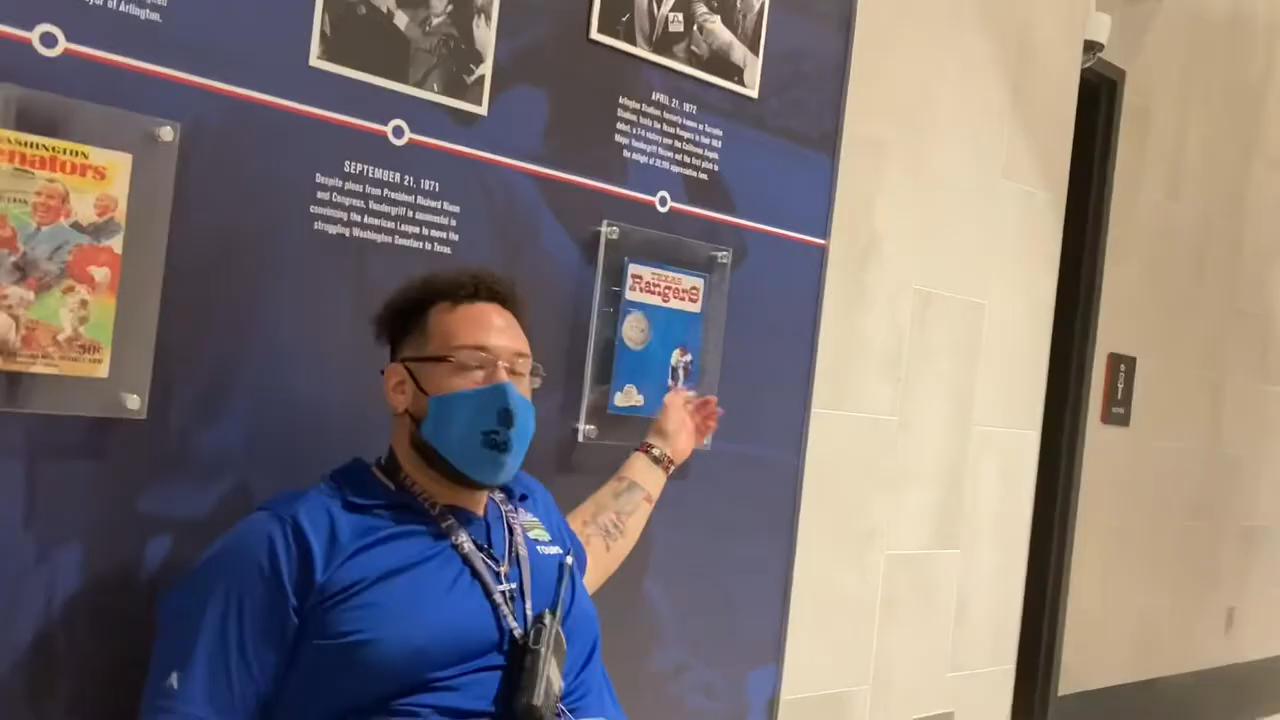 yor of Arlington.
APRIL 21, 1972
Arlington Stadium, formerly known as Turnpike
Stadium, hosts the Texas Rangers in their MLB
debut, a 7-6 victory over the California Angels.
Mayor Vandergriff throws out the first pitch to
the delight of 20,105 appreciative fans.
SEPTEMBER 21, 1971
Despite pleas from President Richard Nixon
and Congress, Vandergriff is successful in
convincing the American League to move the
struggling Washington Senators to Texas.
WASHINGTON
enators
50¢
TEXAS
RangerS
TOURS